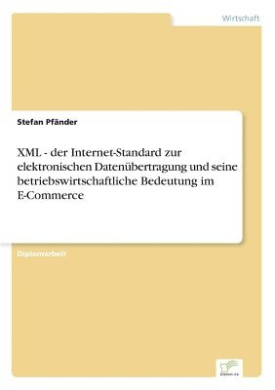 Wirtschaft
Stefan Pfänder
XML - der Internet-Standard zur
elektronischen Datenübertragung und seine
betriebswirtschaftliche Bedeutung im
E-Commerce
Diplomarbeit